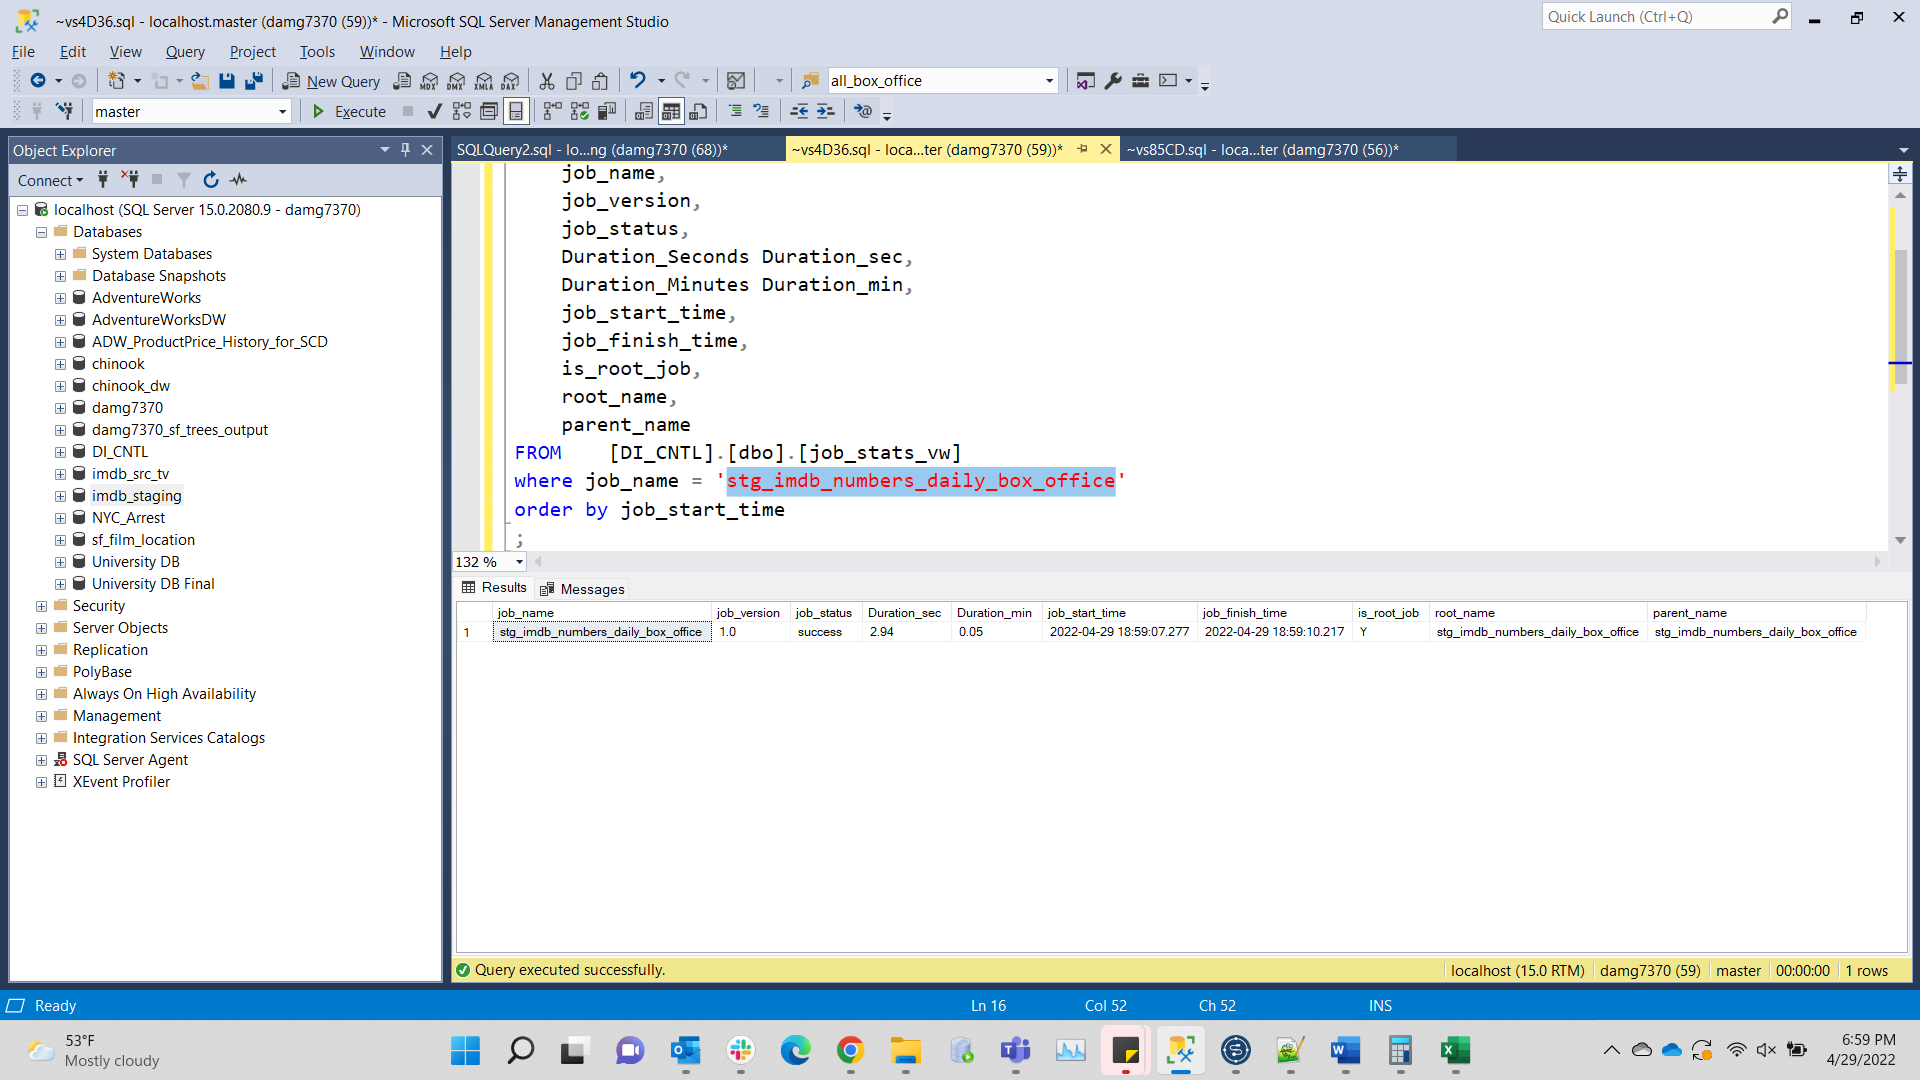 ~vs4D36.sql - localhost.master (damg7370 (59))* - Microsoft SQL Server Management Studio
Quick Launch (Ctrl+Q)
File Edit View Query Project Tools Window Help
New Query
MDX DMX XMLA DAX
all_box_office
master
Execute
Object Explorer
Connect
localhost (SQL Server 15.0.2080.9 - damg7370)
Databases
System Databases
Database Snapshots
AdventureWorks
AdventureWorksDW
ADW_ProductPrice_History_for_SCD
chinook
chinook_dw
damg7370
damg7370_sf_trees_output
DI_CNTL
imdb_src_tv
imdb_staging
NYC_Arrest
sf_film_location
University DB
University DB Final
Security
Server Objects
Replication
PolyBase
Always On High Availability
Management
Integration Services Catalogs
SQL Server Agent
XEvent Profiler
SQLQuery2.sql - lo...ng (damg7370 (68))*
~vs4D36.sql - loca...ter (damg7370 (59))*
~vs85CD.sql - loca...ter (damg7370 (56))*
job_name,
job_version,
job_status,
Duration_Seconds Duration_sec,
Duration_Minutes Duration_min,
job_start_time,
job_finish_time,
is_root_job,
root_name,
parent_name
FROM [DI_CNTL].[dbo].[job_stats_vw]
where job_name = 'stg_imdb_numbers_daily_box_office'
order by job_start_time
;
132 %
Results Messages
job_name job_version job_status Duration_sec Duration_min job_start_time job_finish_time is_root_job root_name parent_name
1 stg_imdb_numbers_daily_box_office 1.0 success 2.94 0.05 2022-04-29 18:59:07.277 2022-04-29 18:59:10.217 Y stg_imdb_numbers_daily_box_office stg_imdb_numbers_daily_box_office
Query executed successfully.
localhost (15.0 RTM) damg7370 (59) master 00:00:00 1 rows
Ready
Ln 16 Col 52 Ch 52 INS
53°F
Mostly cloudy
6:59 PM
4/29/2022